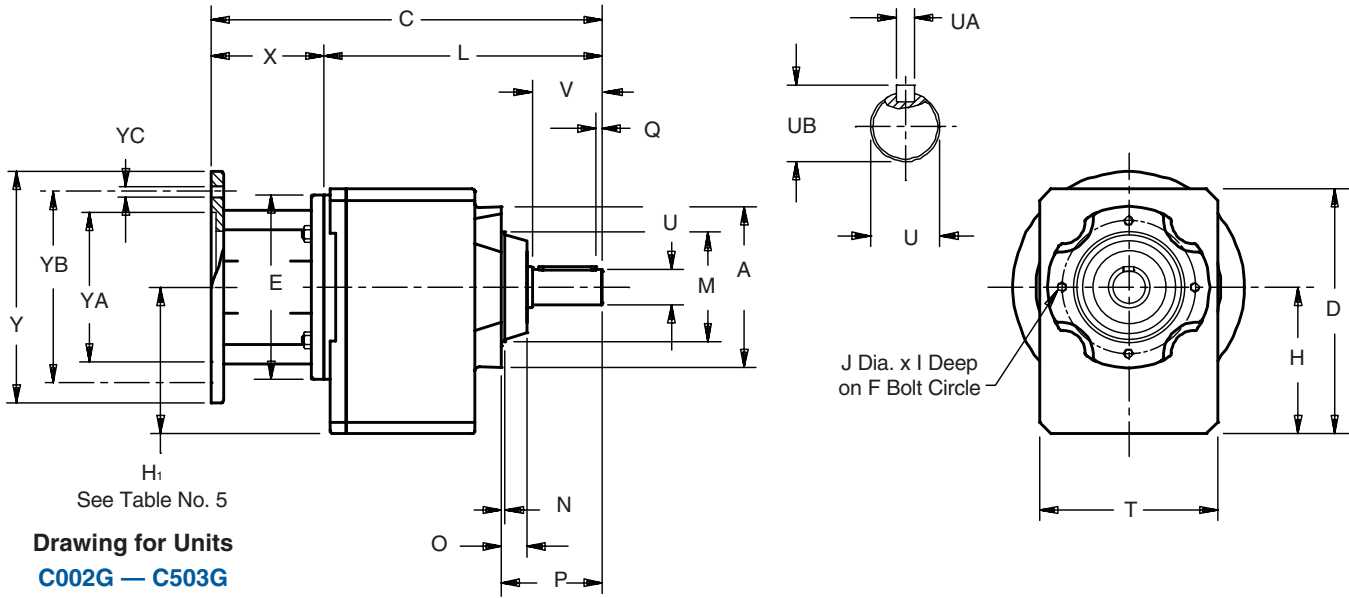 C
UA
X
L
V
UB
Q
YC
U
U
YB
YA
E
M
A
Y
D
H
J Dia. x I Deep
on F Bolt Circle
H1
See Table No. 5
N
T
O
P
Drawing for Units
C002G — C503G